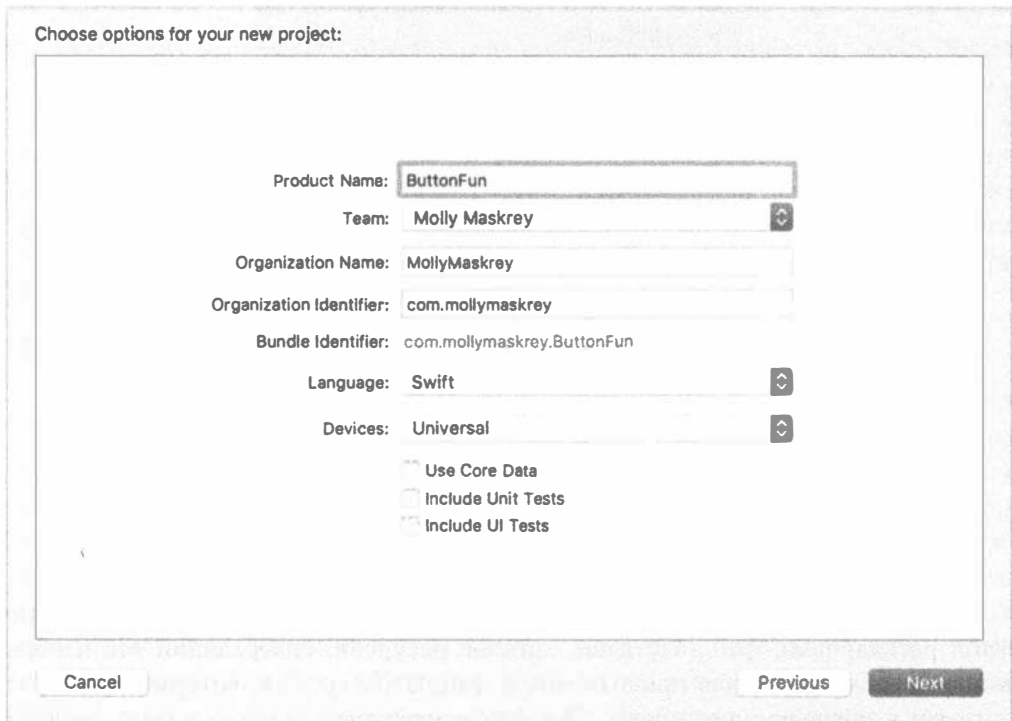 Choose options for your new project:
Product Name: ButtonFun
Team: Molly Maskrey
Organization Name: MollyMaskrey
Organization Identifier: com.mollymaskrey
Bundle Identifier: com.mollymaskrey.ButtonFun
Language: Swift
Devices: Universal
Use Core Data
Include Unit Tests
Include UI Tests
Cancel Previous Next